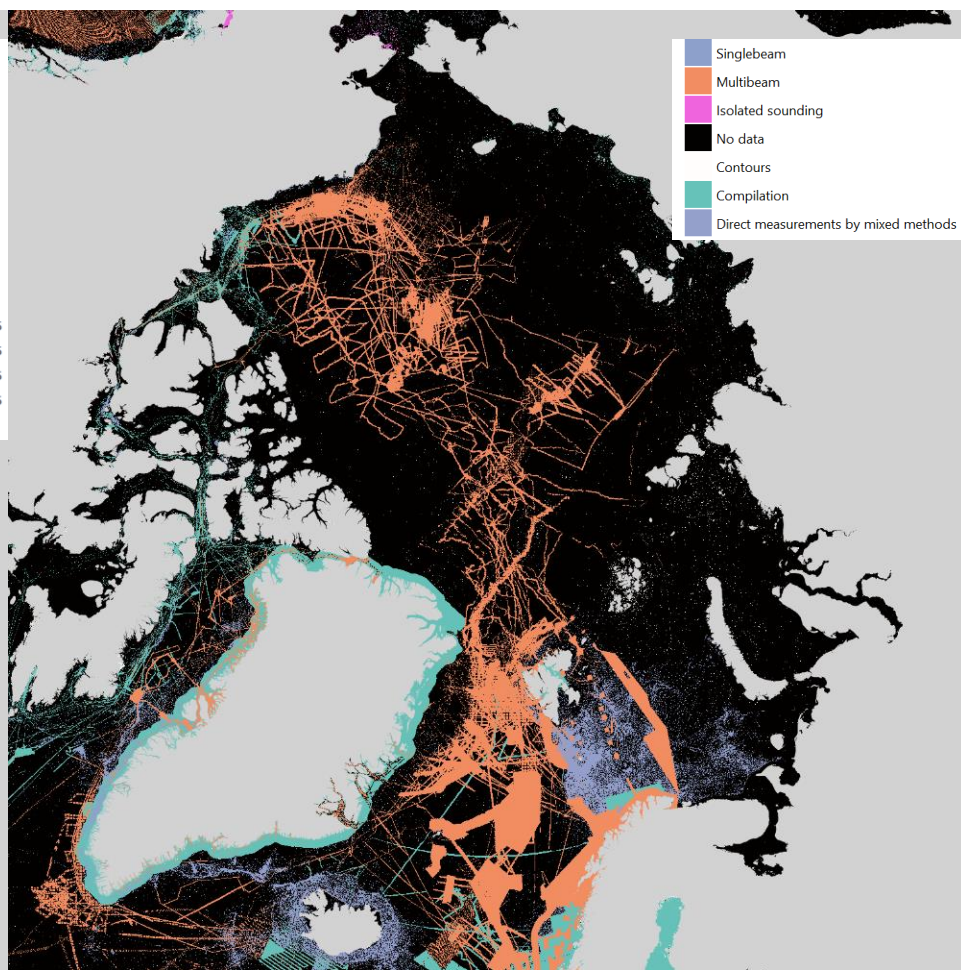 Singlebeam
Multibeam
Isolated sounding
No data
Contours
Compilation
Direct measurements by mixed methods
s
s
s
s